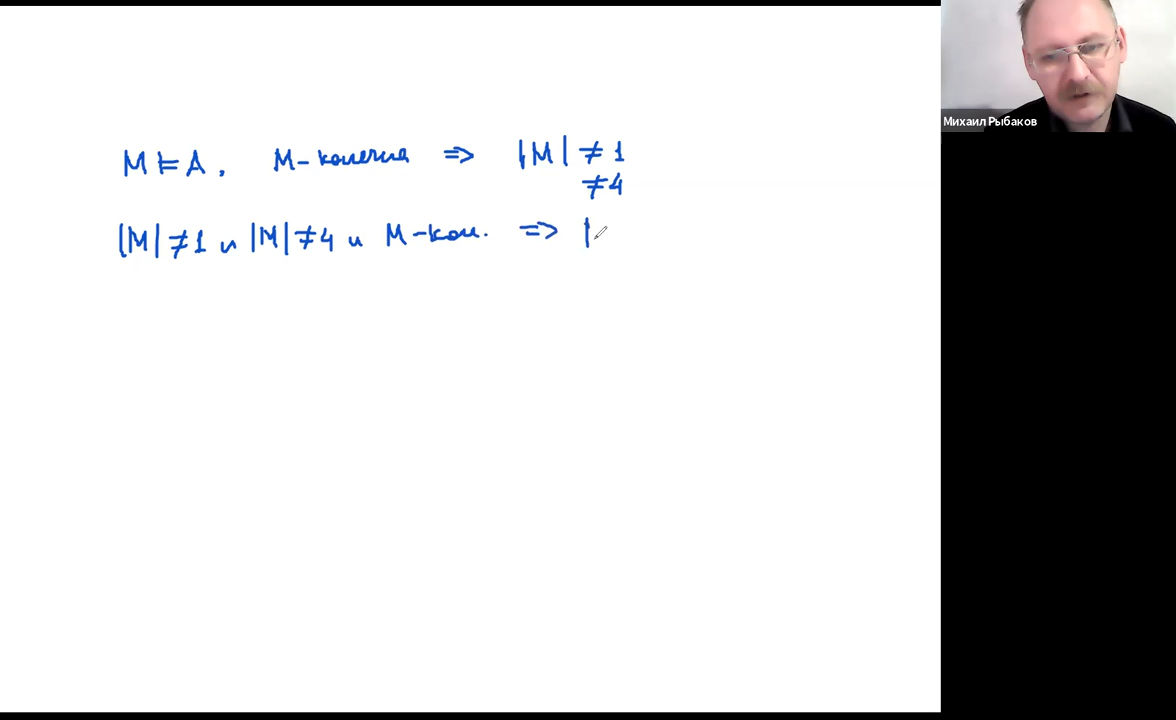 M ⊨ A, M-конечна => |M| ≠ 1
≠ 4
|M| ≠ 1 и |M| ≠ 4 и M-кон. => |
Михаил Рыбаков